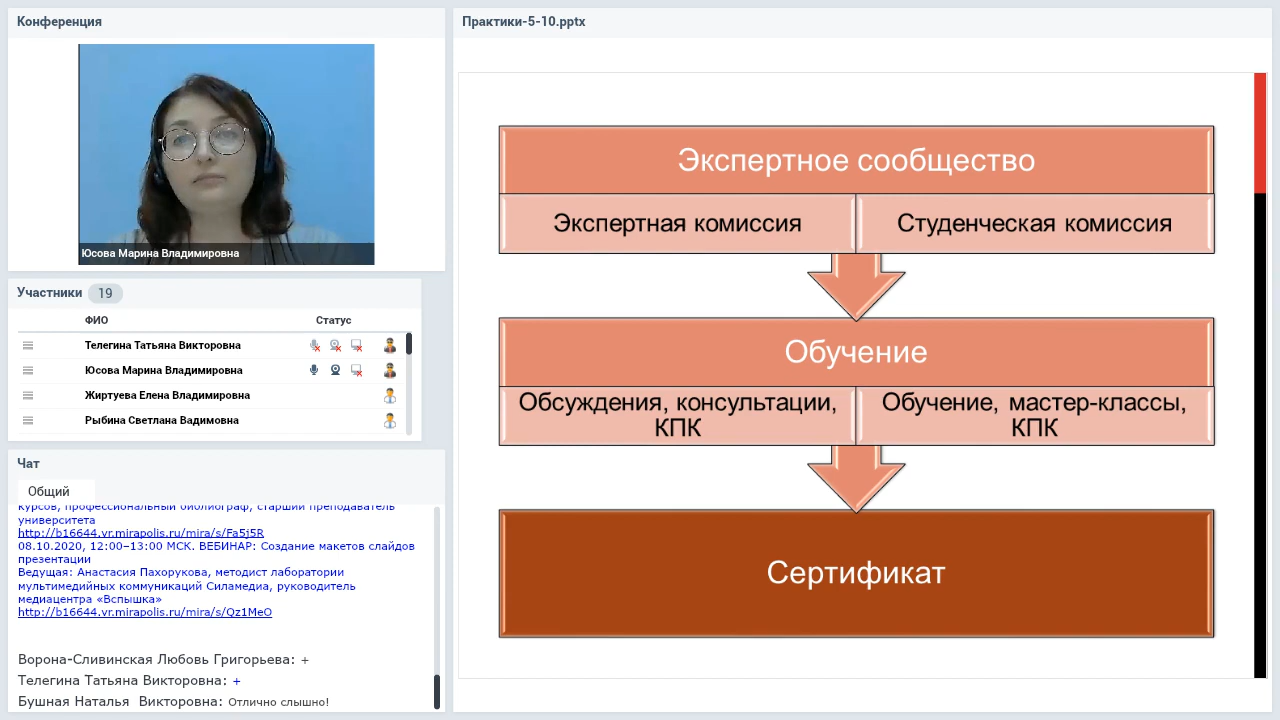 Конференция
Юсова Марина Владимировна
Участники 19
ФИО Статус
Телегина Татьяна Викторовна
Юсова Марина Владимировна
Жиртуева Елена Владимировна
Рыбина Светлана Вадимовна
Чат
Общий
курсов, профессиональный библиограф, старший преподаватель
университета
http://b16644.vr.mirapolis.ru/mira/s/Fa5j5R
08.10.2020, 12:00–13:00 МСК. ВЕБИНАР: Создание макетов слайдов
презентации
Ведущая: Анастасия Пахорукова, методист лаборатории
мультимедийных коммуникаций Силамедиа, руководитель
медиацентра «Вспышка»
http://b16644.vr.mirapolis.ru/mira/s/Qz1MeO
Ворона-Сливинская Любовь Григорьева: +
Телегина Татьяна Викторовна: +
Бушная Наталья Викторовна: Отлично слышно!
Практики-5-10.pptx
Экспертное сообщество
Экспертная комиссия
Студенческая комиссия
Обучение
Обсуждения, консультации,
КПК
Обучение, мастер-классы,
КПК
Сертификат